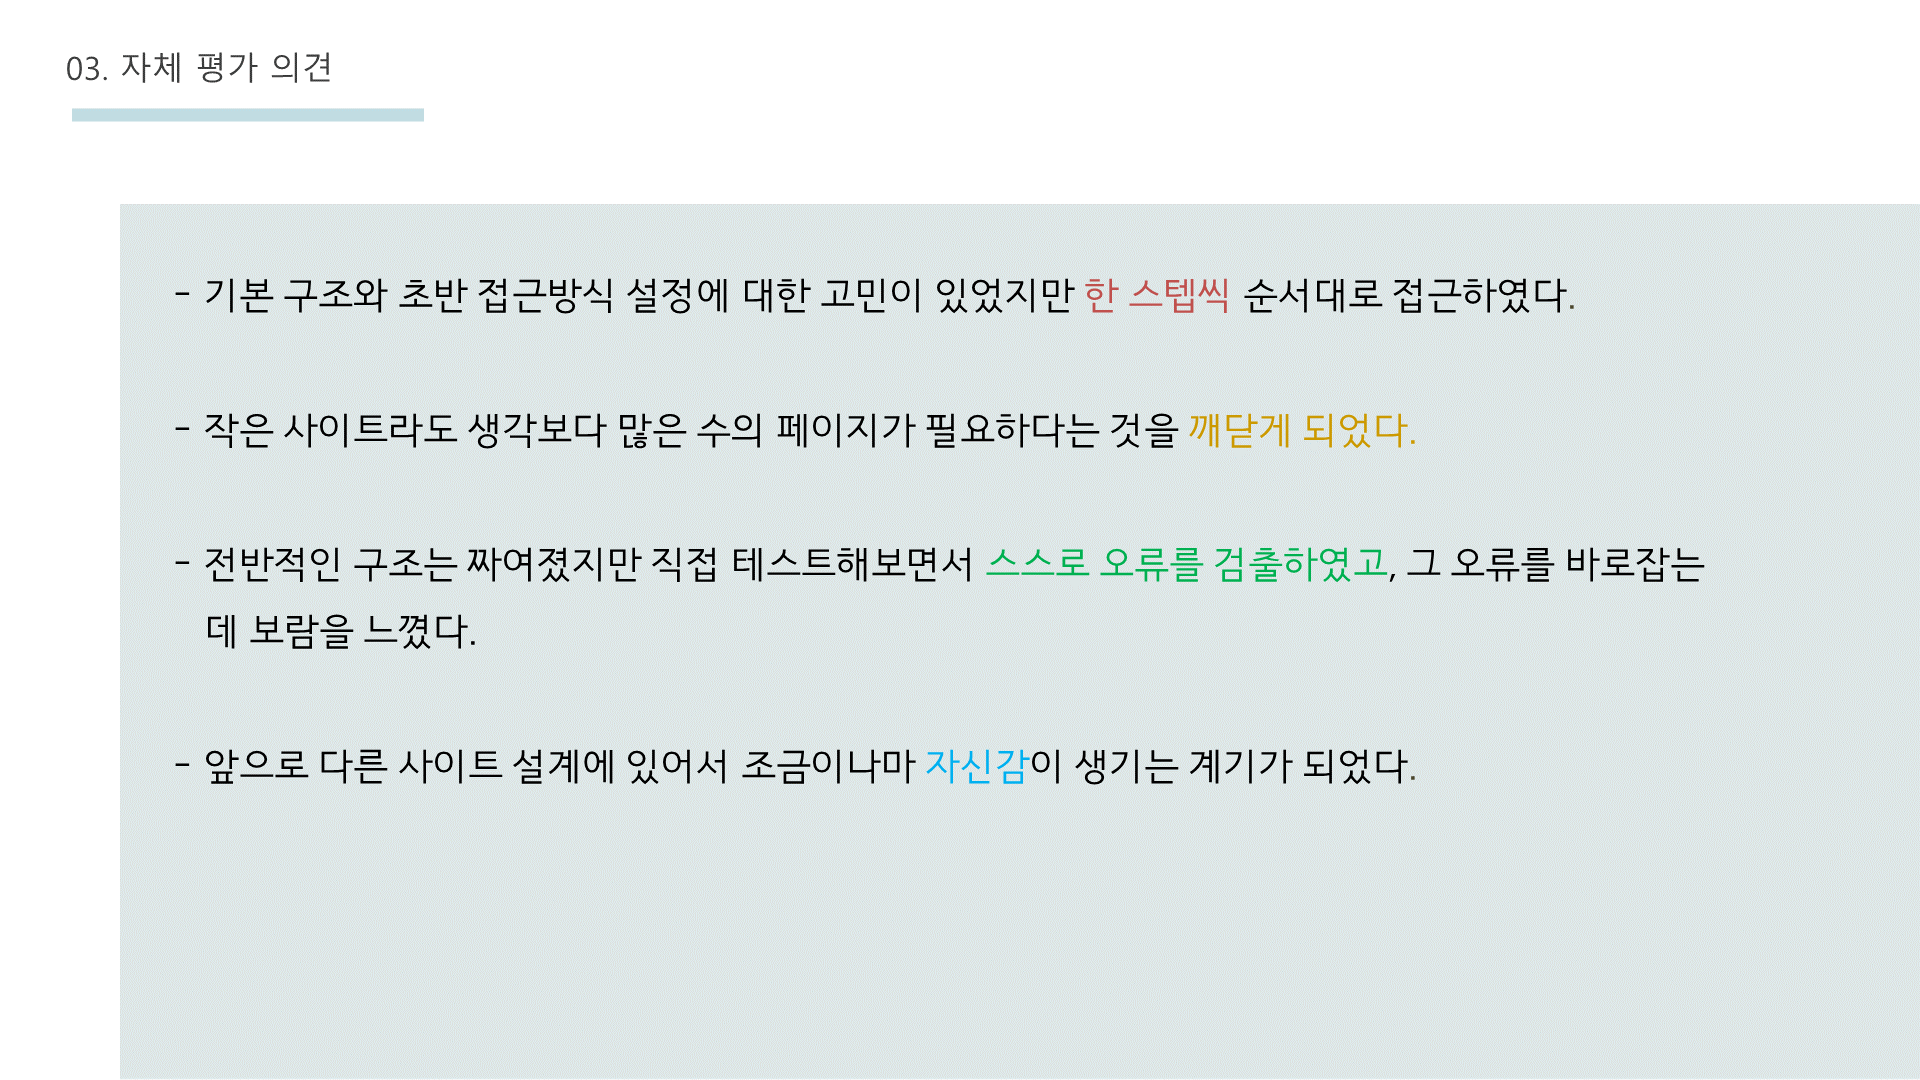 03. 자체 평가 의견
- 기본 구조와 초반 접근방식 설정에 대한 고민이 있었지만 한 스텝씩 순서대로 접근하였다.
- 작은 사이트라도 생각보다 많은 수의 페이지가 필요하다는 것을 깨닫게 되었다.
- 전반적인 구조는 짜여졌지만 직접 테스트해보면서 스스로 오류를 검출하였고, 그 오류를 바로잡는
데 보람을 느꼈다.
- 앞으로 다른 사이트 설계에 있어서 조금이나마 자신감이 생기는 계기가 되었다.